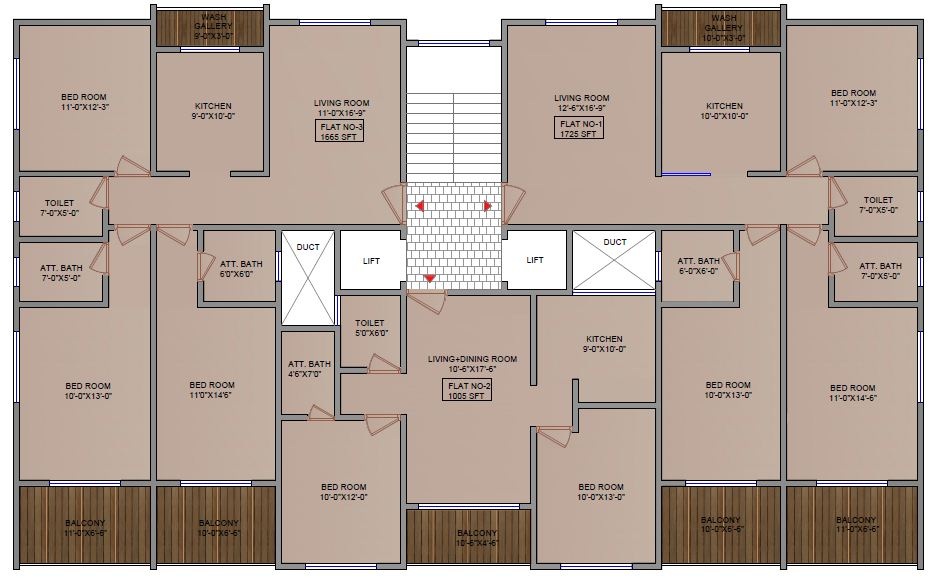 WASH
GALLERY
9'-0"X3'-0"
WASH
GALLERY
10'-0"X3'-0"
BED ROOM
11'-0"X12'-3"
KITCHEN
9'-0"X10'-0"
LIVING ROOM
11'-0"X16'-9"
FLAT NO-3
1665 SFT
LIVING ROOM
12'-6"X16'-9"
FLAT NO-1
1725 SFT
KITCHEN
10'-0"X10'-0"
BED ROOM
11'-0"X12'-3"
TOILET
7'-0"X5'-0"
TOILET
7'-0"X5'-0"
ATT. BATH
7'-0"X5'-0"
ATT. BATH
6'0"X6'0"
DUCT
LIFT
LIFT
DUCT
ATT. BATH
6'-0"X6'-0"
ATT. BATH
7'-0"X5'-0"
TOILET
5'0"X6'0"
KITCHEN
9'-0"X10'-0"
ATT. BATH
4'6"X7'0"
LIVING+DINING ROOM
10'-6"X17'-6"
FLAT NO-2
1005 SFT
BED ROOM
10'-0"X13'-0"
BED ROOM
11'0"X14'6"
BED ROOM
10'-0"X13'-0"
BED ROOM
11'-0"X14'-6"
BED ROOM
10'-0"X12'-0"
BED ROOM
10'-0"X13'-0"
BALCONY
11'-0"X6'-6"
BALCONY
10'-0"X6'-6"
BALCONY
10'-6"X4'-6"
BALCONY
10'-0"X6'-6"
BALCONY
11'-0"X6'-6"